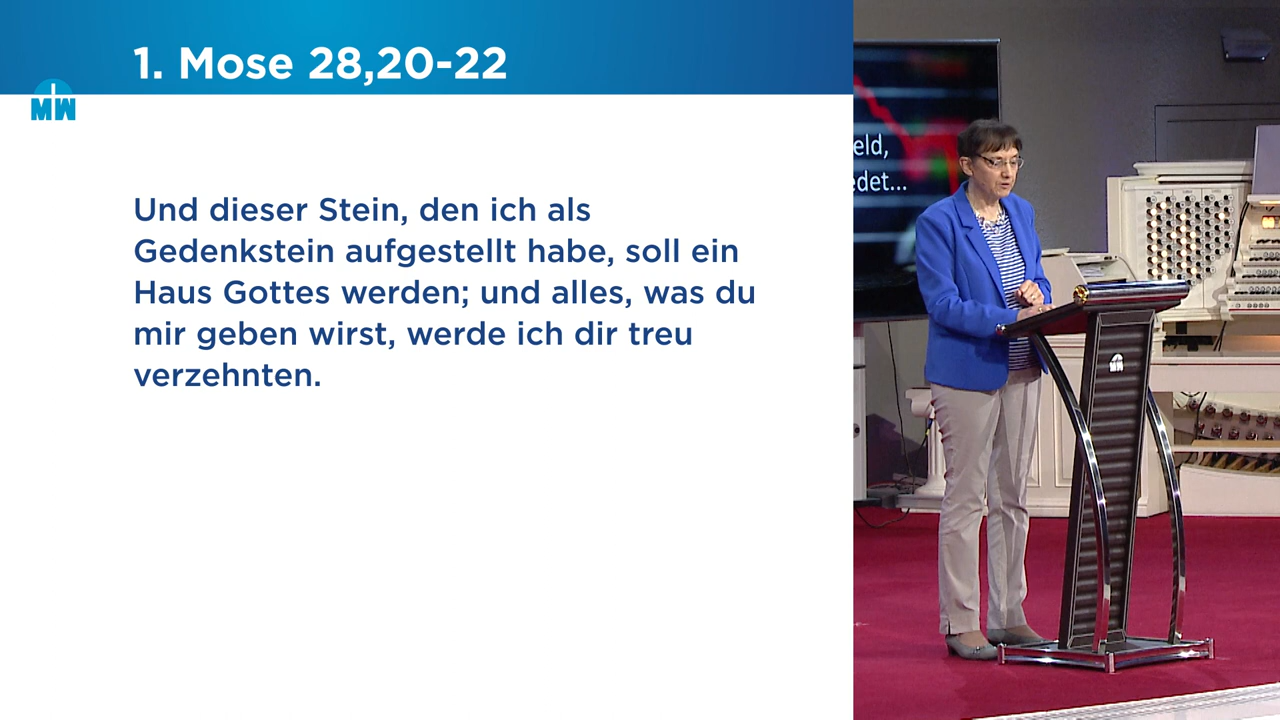 1. Mose 28,20-22
MW
Und dieser Stein, den ich als
Gedenkstein aufgestellt habe, soll ein
Haus Gottes werden; und alles, was du
mir geben wirst, werde ich dir treu
verzehnten.
eld,
edet...
MW